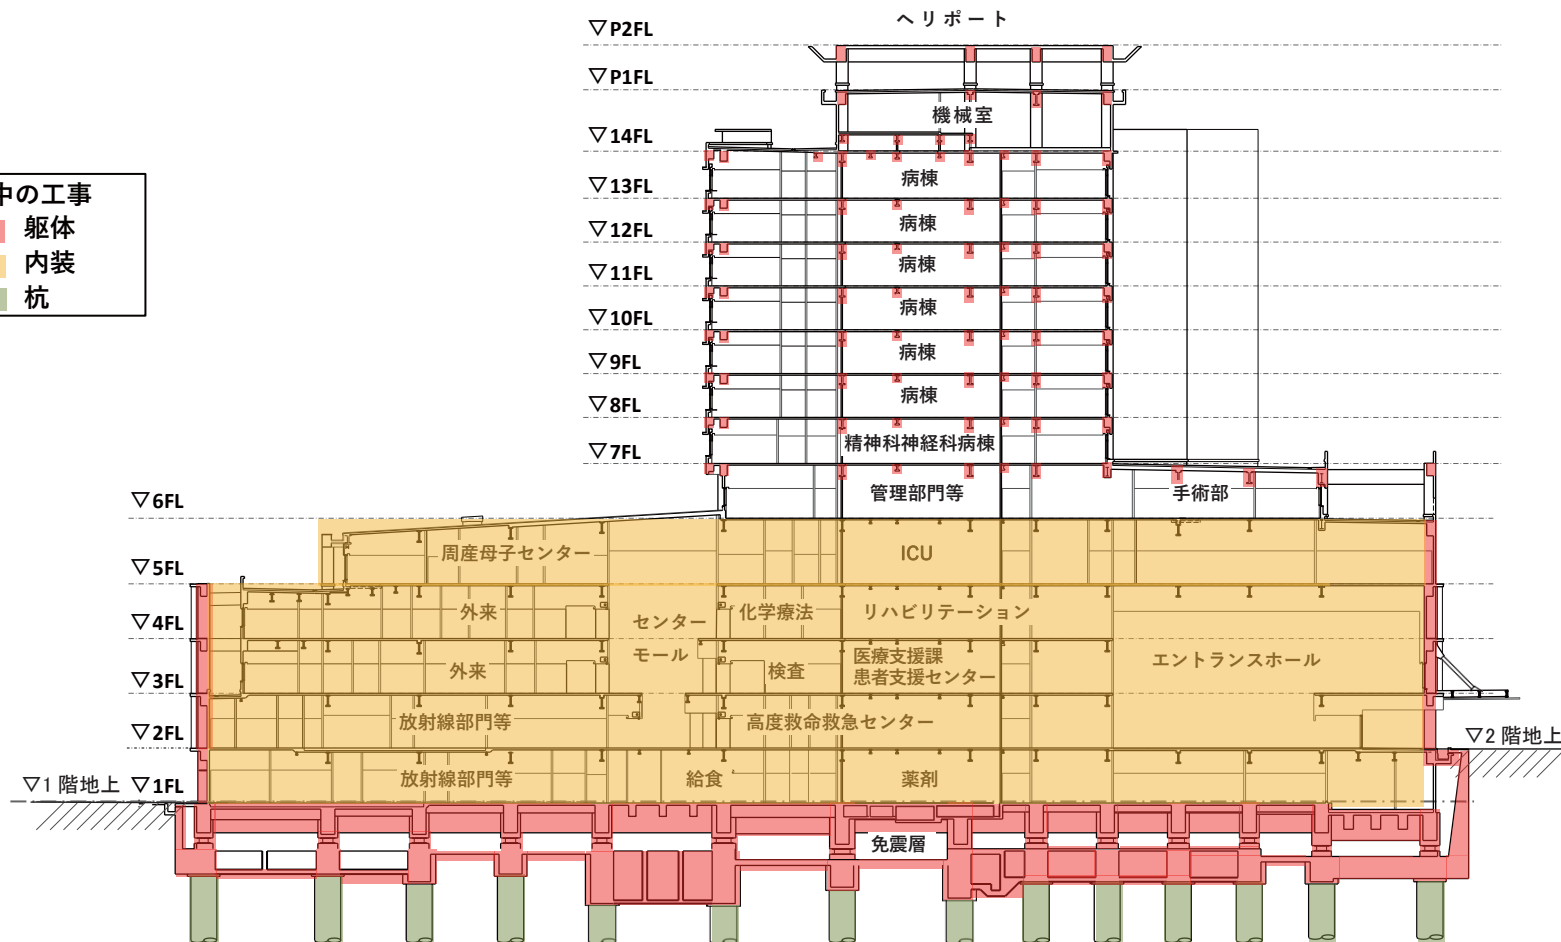 ヘリポート
▽P2FL
▽P1FL
機械室
▽14FL
中の工事
躯体
内装
杭
病棟
▽13FL
病棟
▽12FL
病棟
▽11FL
病棟
▽10FL
病棟
▽9FL
病棟
▽8FL
精神科神経科病棟
▽7FL
管理部門等
手術部
▽6FL
周産母子センター
ICU
▽5FL
外来
センター
モール
化学療法
リハビリテーション
▽4FL
外来
検査
医療支援課
患者支援センター
エントランスホール
▽3FL
放射線部門等
高度救命救急センター
▽2FL
▽2階地上
▽1階地上
▽1FL
放射線部門等
給食
薬剤
免震層